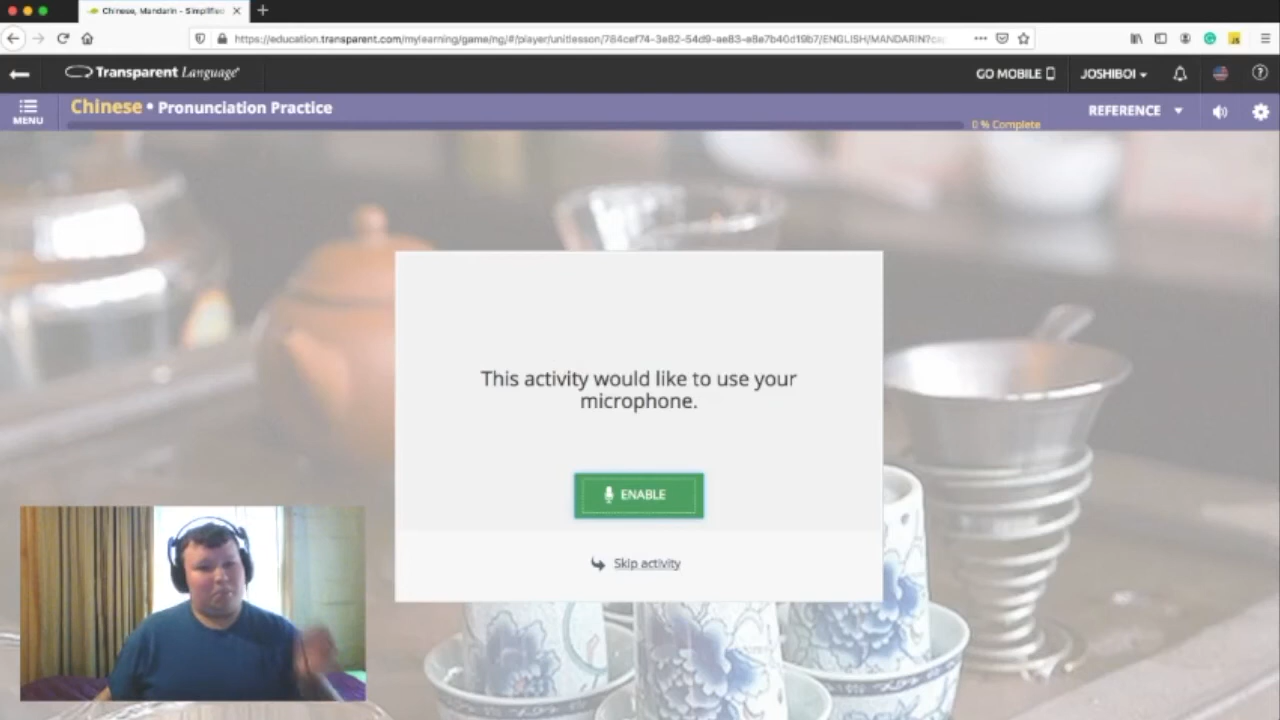 Chinese, Mandarin - Simplified
https://education.transparent.com/mylearning/game/ng/#/player/unitlesson/784cef74-3e82-54d9-ae83-e8e7b40d19b7/ENGLISH/MANDARIN?
Transparent Language®
GO MOBILE
JOSHIBOI
MENU
Chinese • Pronunciation Practice
REFERENCE
0 % Complete
This activity would like to use your
microphone.
ENABLE
Skip activity